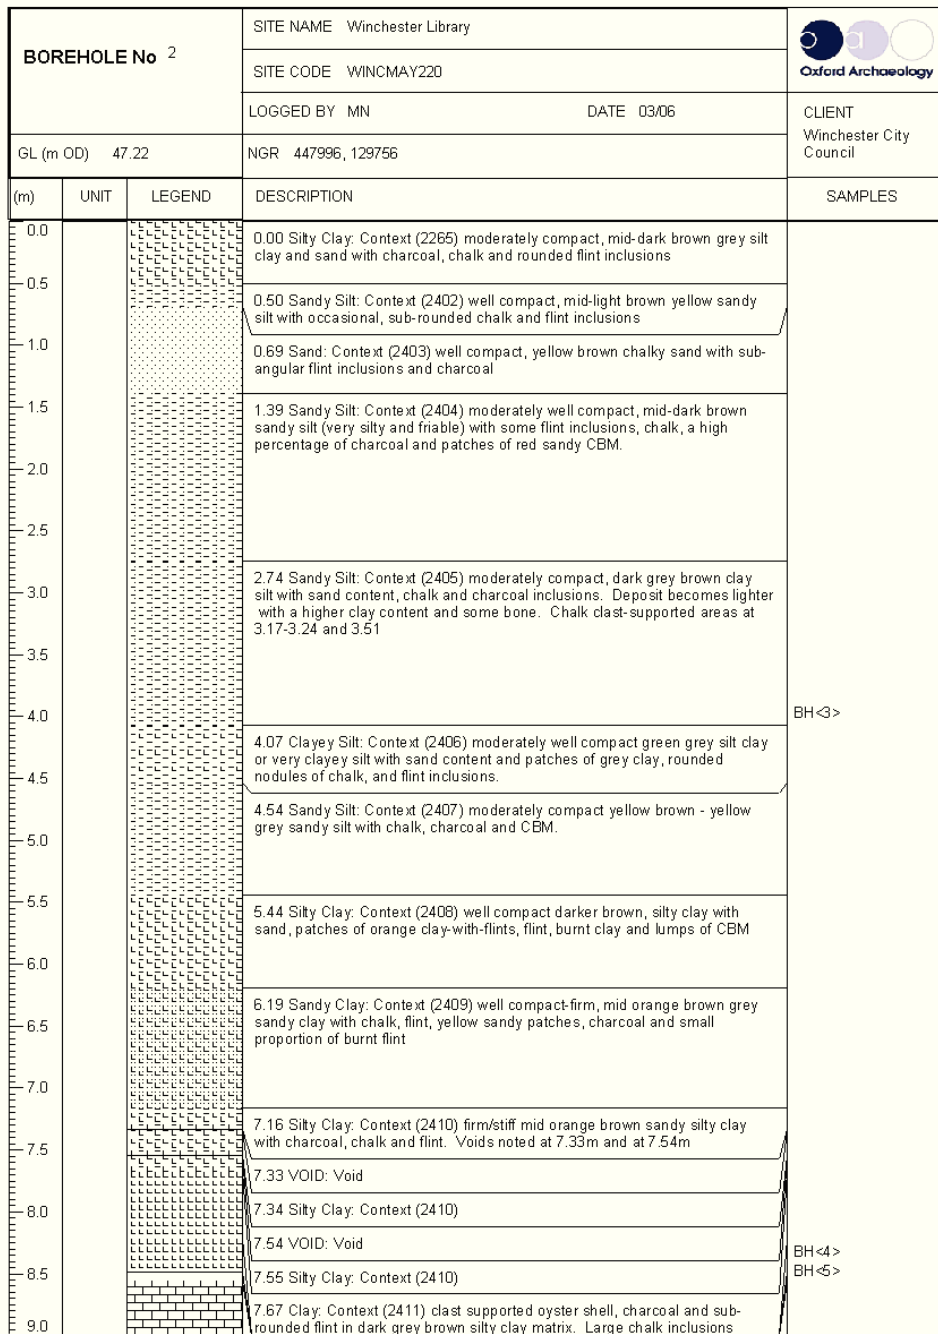 BOREHOLE No 2
SITE NAME Winchester Library
SITE CODE WINCMAY220
LOGGED BY MN DATE 03/06
oa
Oxford Archaeology
CLIENT
Winchester City
Council
GL (m OD) 47.22
NGR 447996, 129756
(m) UNIT LEGEND DESCRIPTION SAMPLES
0.0
0.00 Silty Clay: Context (2265) moderately compact, mid-dark brown grey silt
clay and sand with charcoal, chalk and rounded flint inclusions
0.5
0.50 Sandy Silt: Context (2402) well compact, mid-light brown yellow sandy
silt with occasional, sub-rounded chalk and flint inclusions
1.0
0.69 Sand: Context (2403) well compact, yellow brown chalky sand with sub-
angular flint inclusions and charcoal
1.5
1.39 Sandy Silt: Context (2404) moderately well compact, mid-dark brown
sandy silt (very silty and friable) with some flint inclusions, chalk, a high
percentage of charcoal and patches of red sandy CBM.
2.0
2.5
2.74 Sandy Silt: Context (2405) moderately compact, dark grey brown clay
silt with sand content, chalk and charcoal inclusions. Deposit becomes lighter
with a higher clay content and some bone. Chalk clast-supported areas at
3.17-3.24 and 3.51
3.0
3.5
4.0
BH<3>
4.07 Clayey Silt: Context (2406) moderately well compact green grey silt clay
or very clayey silt with sand content and patches of grey clay, rounded
nodules of chalk, and flint inclusions.
4.5
4.54 Sandy Silt: Context (2407) moderately compact yellow brown - yellow
grey sandy silt with chalk, charcoal and CBM.
5.0
5.5
5.44 Silty Clay: Context (2408) well compact darker brown, silty clay with
sand, patches of orange clay-with-flints, flint, burnt clay and lumps of CBM
6.0
6.19 Sandy Clay: Context (2409) well compact-firm, mid orange brown grey
sandy clay with chalk, flint, yellow sandy patches, charcoal and small
proportion of burnt flint
6.5
7.0
7.16 Silty Clay: Context (2410) firm/stiff mid orange brown sandy silty clay
with charcoal, chalk and flint. Voids noted at 7.33m and at 7.54m
7.5
7.33 VOID: Void
7.34 Silty Clay: Context (2410)
8.0
7.54 VOID: Void
BH<4>
7.55 Silty Clay: Context (2410)
BH<5>
8.5
7.67 Clay: Context (2411) clast supported oyster shell, charcoal and sub-
rounded flint in dark grey brown silty clay matrix. Large chalk inclusions
9.0